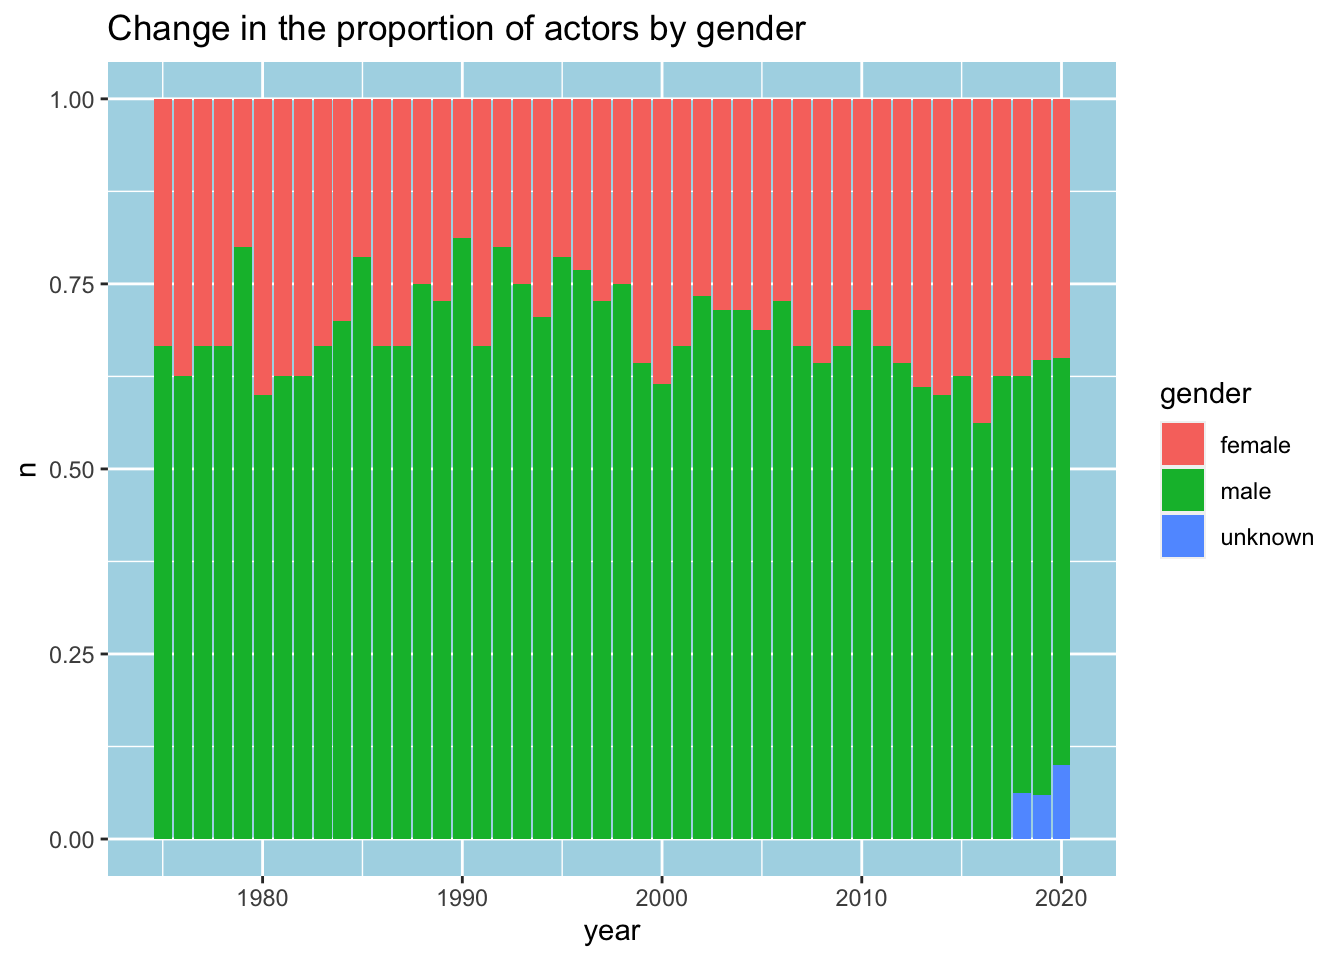 Change in the proportion of actors by gender
1.00
0.75
0.50
0.25
0.00
n
1980 1990 2000 2010 2020
year
gender
female
male
unknown